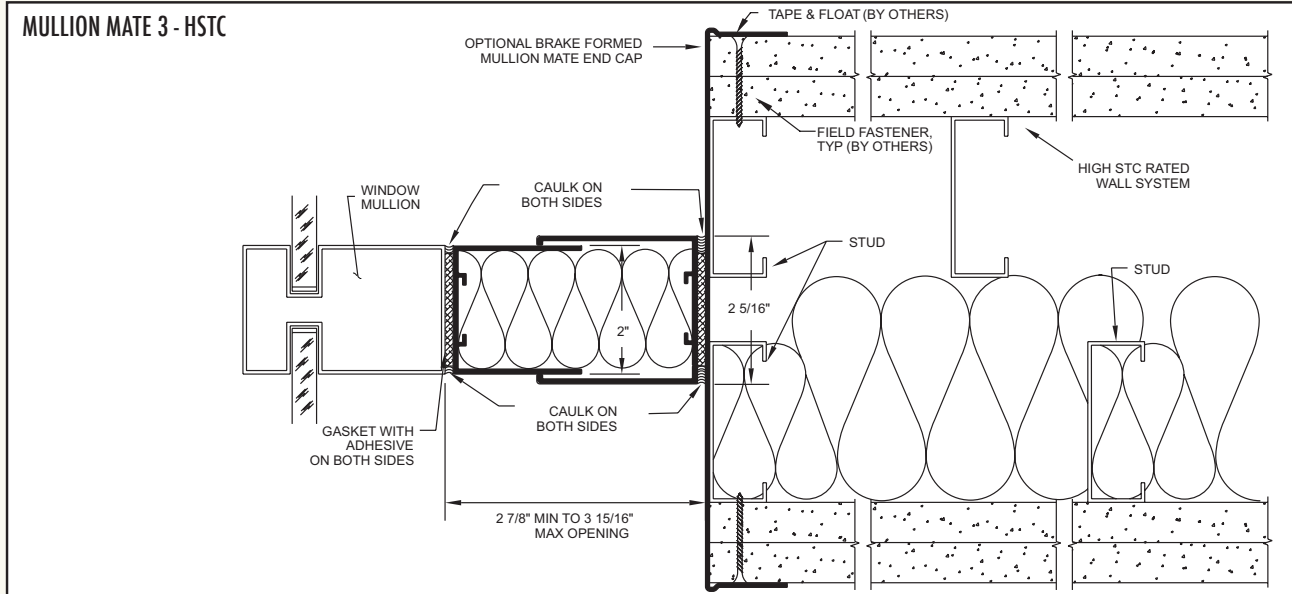 MULLION MATE 3 - HSTC
TAPE & FLOAT (BY OTHERS)
OPTIONAL BRAKE FORMED
MULLION MATE END CAP
FIELD FASTENER,
TYP (BY OTHERS)
HIGH STC RATED
WALL SYSTEM
WINDOW
MULLION
CAULK ON
BOTH SIDES
STUD
STUD
2 5/16"
2"
CAULK ON
BOTH SIDES
GASKET WITH
ADHESIVE
ON BOTH SIDES
2 7/8" MIN TO 3 15/16"
MAX OPENING